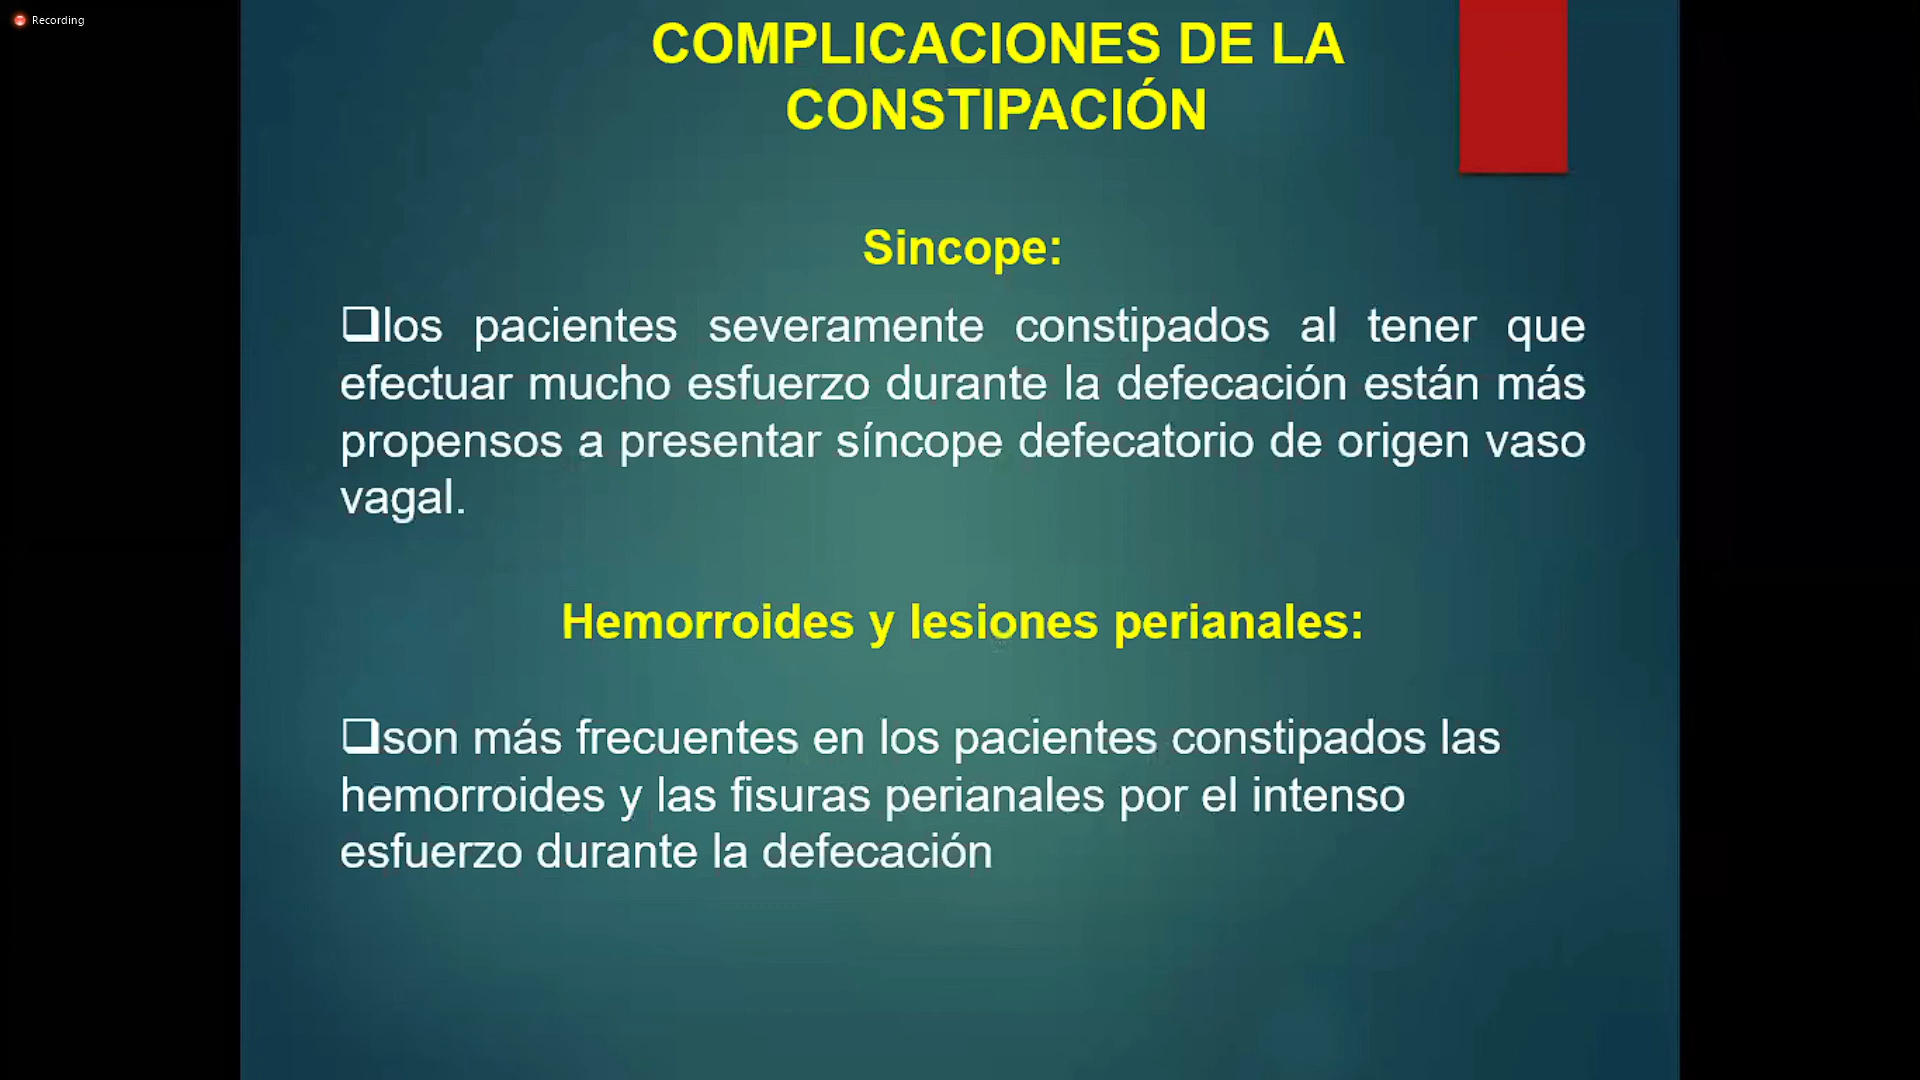 Recording
COMPLICACIONES DE LA
CONSTIPACIÓN
Sincope:
❑los pacientes severamente constipados al tener que
efectuar mucho esfuerzo durante la defecación están más
propensos a presentar síncope defecatorio de origen vaso
vagal.
Hemorroides y lesiones perianales:
❑son más frecuentes en los pacientes constipados las
hemorroides y las fisuras perianales por el intenso
esfuerzo durante la defecación